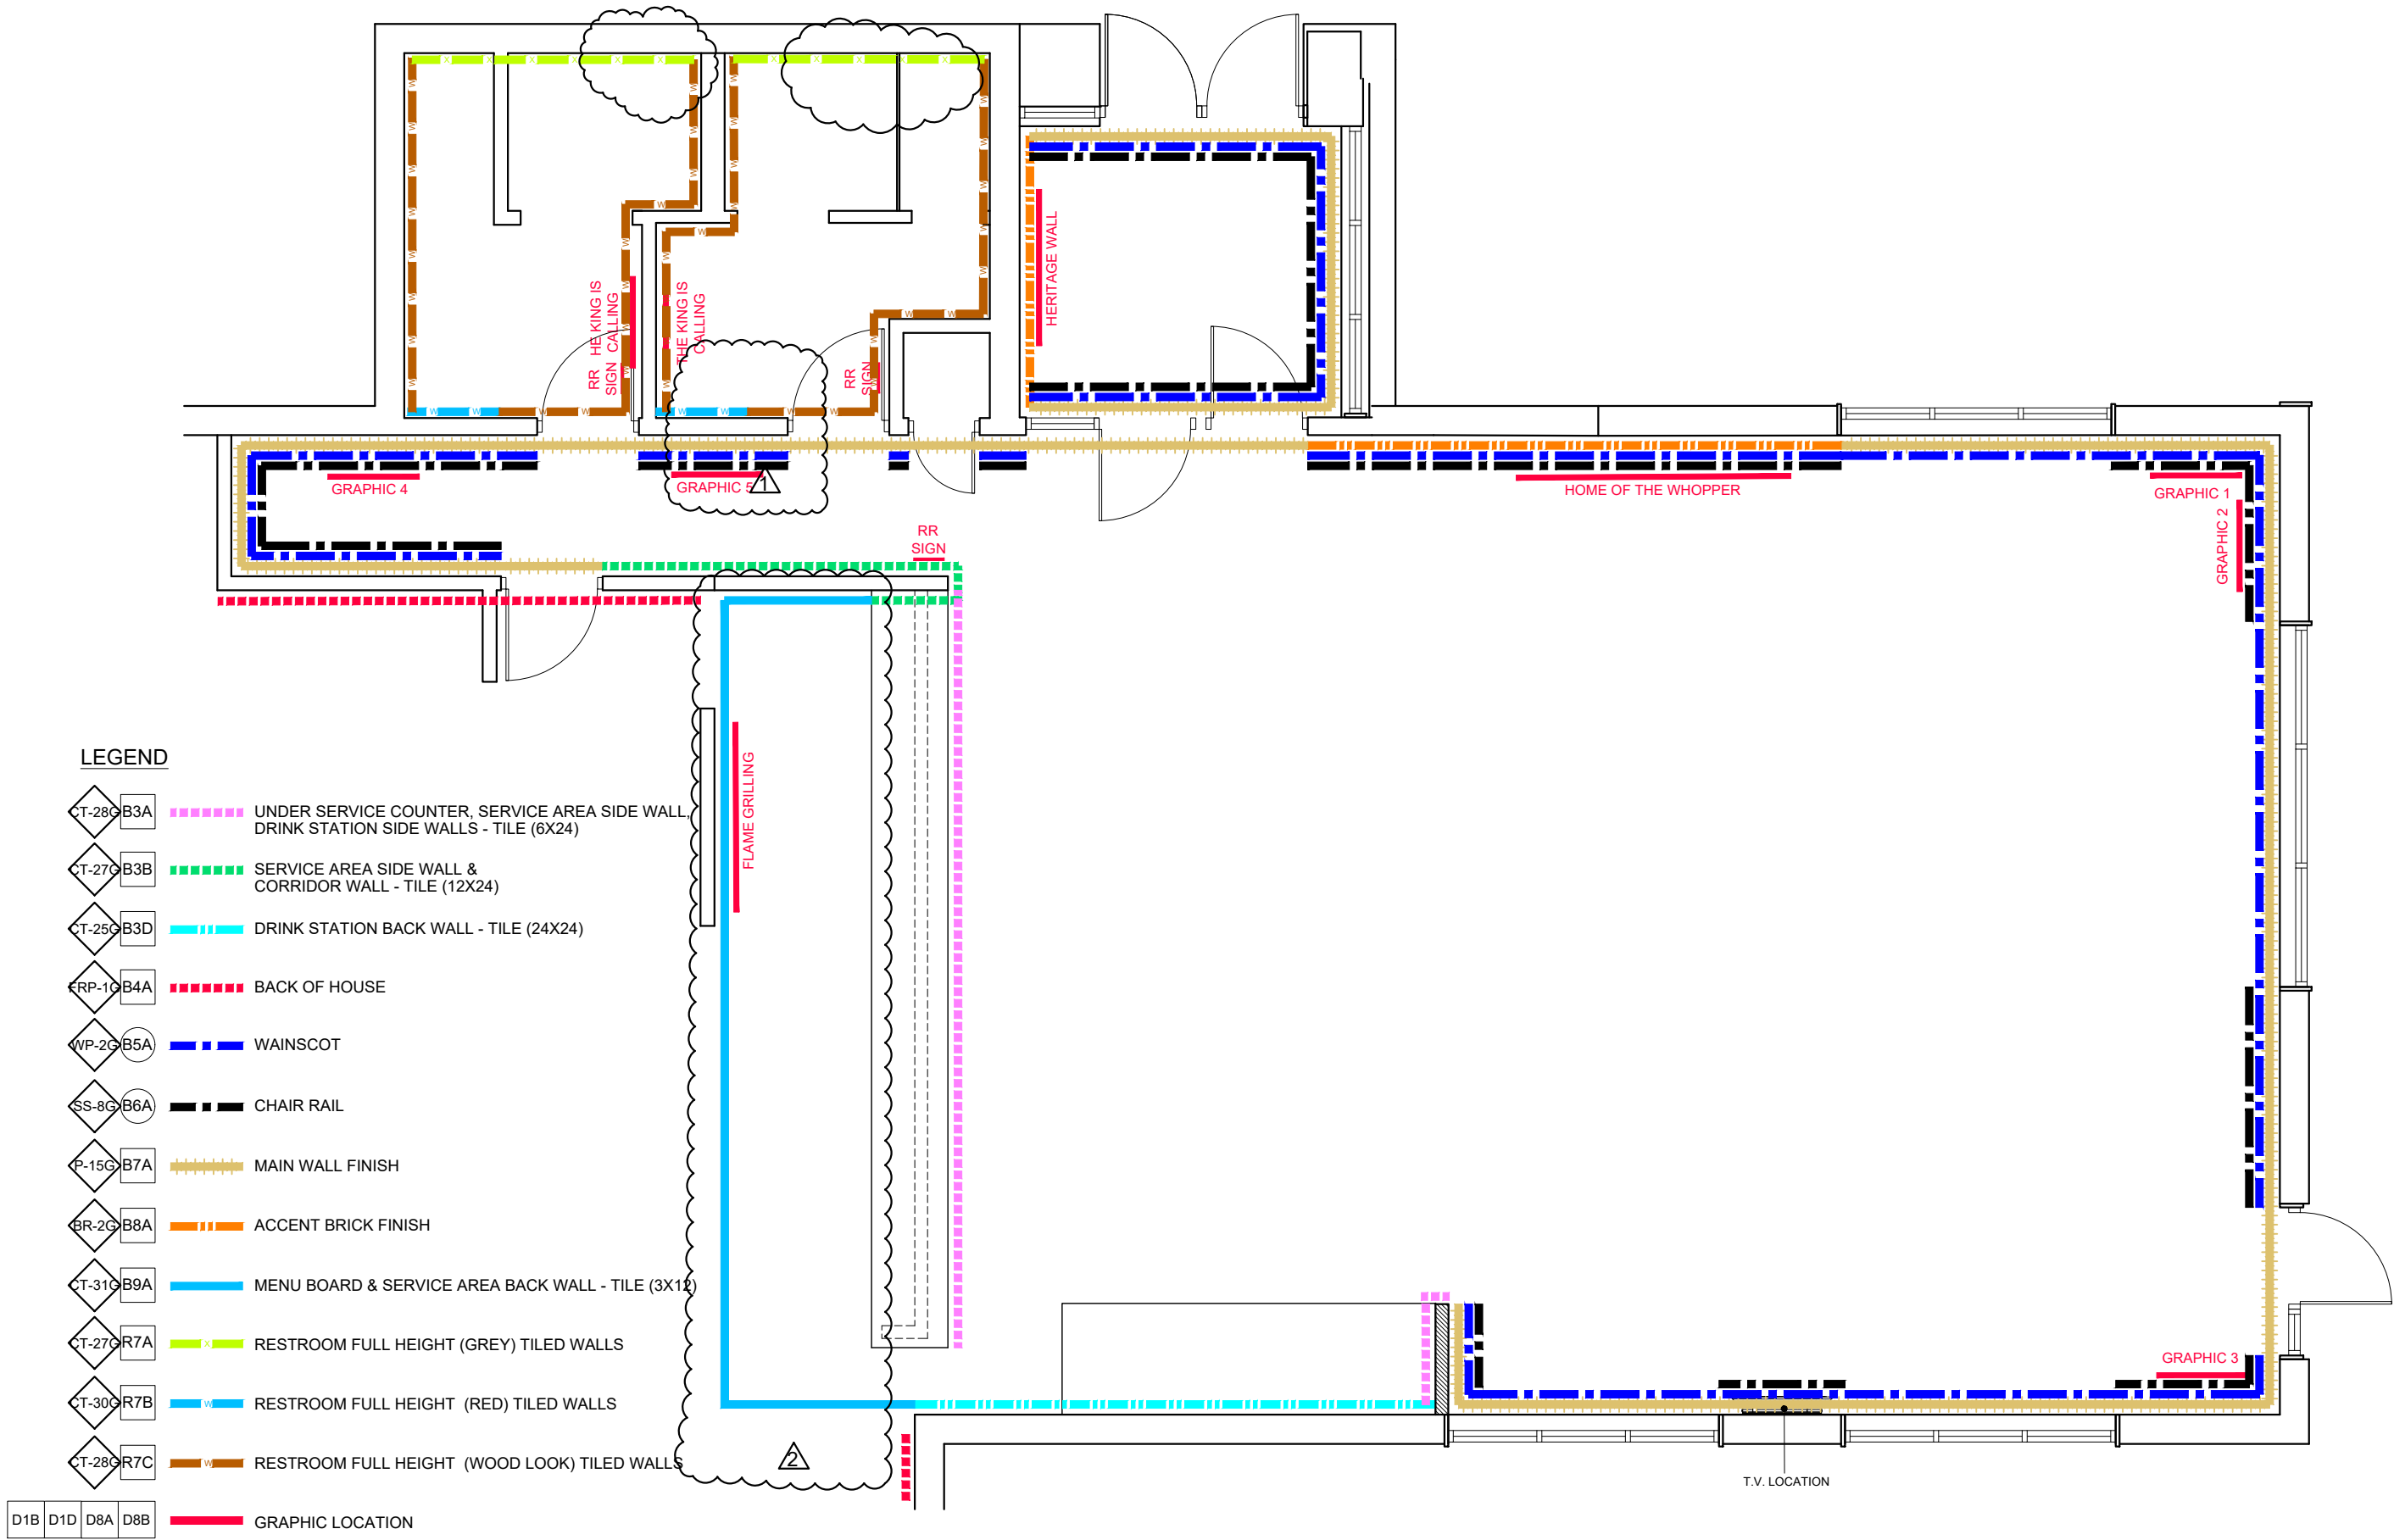 HERITAGE WALL
HE KING IS
CALLING
RR
SIGN
THE KING IS
CALLING
RR
SIGN
GRAPHIC 4
GRAPHIC 5
1
HOME OF THE WHOPPER
GRAPHIC 1
GRAPHIC 2
RR
SIGN
FLAME GRILLING
LEGEND
CT-28G B3A UNDER SERVICE COUNTER, SERVICE AREA SIDE WALL,
DRINK STATION SIDE WALLS - TILE (6X24)
CT-27G B3B SERVICE AREA SIDE WALL &
CORRIDOR WALL - TILE (12X24)
CT-25G B3D DRINK STATION BACK WALL - TILE (24X24)
FRP-1G B4A BACK OF HOUSE
WP-2G B5A WAINSCOT
SS-8G B6A CHAIR RAIL
P-15G B7A MAIN WALL FINISH
BR-2G B8A ACCENT BRICK FINISH
CT-31G B9A MENU BOARD & SERVICE AREA BACK WALL - TILE (3X12)
CT-27G R7A X RESTROOM FULL HEIGHT (GREY) TILED WALLS
CT-30G R7B W RESTROOM FULL HEIGHT (RED) TILED WALLS
CT-28G R7C W RESTROOM FULL HEIGHT (WOOD LOOK) TILED WALLS
D1B D1D D8A D8B GRAPHIC LOCATION
2
GRAPHIC 3
T.V. LOCATION